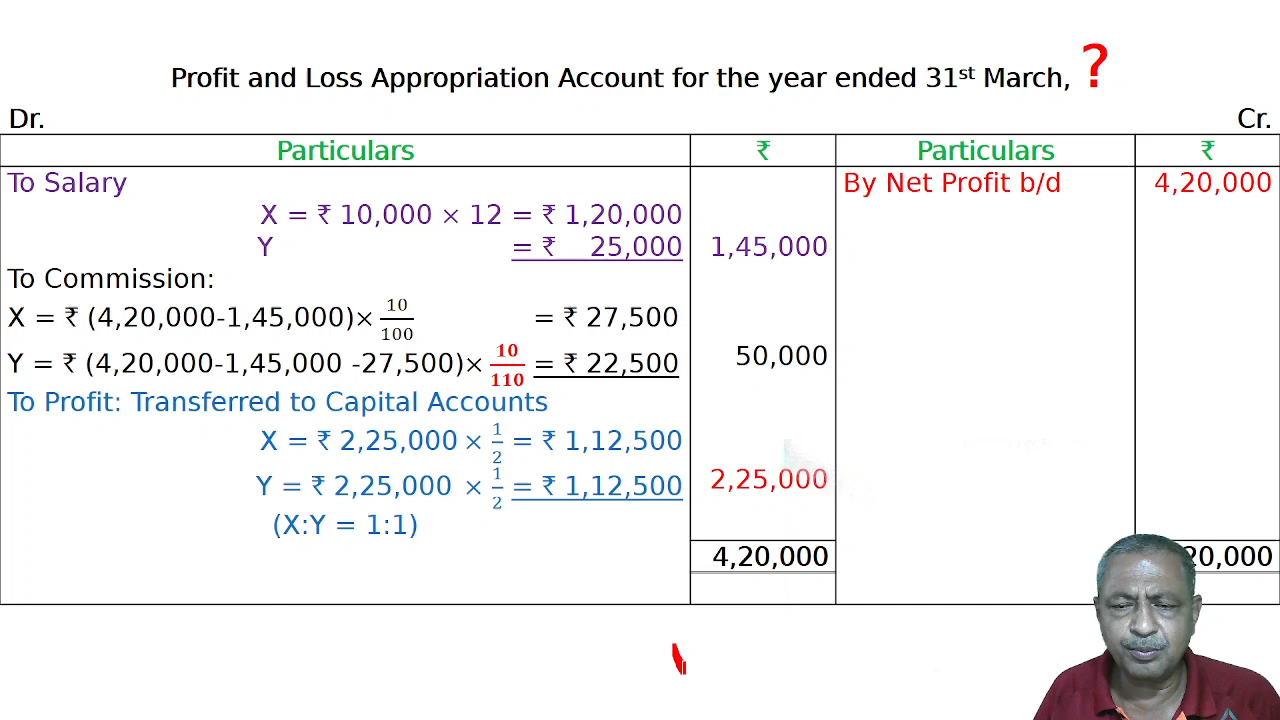 Profit and Loss Appropriation Account for the year ended 31st March, ?
Dr. Cr.
Particulars ₹ Particulars ₹
To Salary By Net Profit b/d 4,20,000
X = ₹ 10,000 × 12 = ₹ 1,20,000
Y = ₹ 25,000 1,45,000
To Commission:
X = ₹ (4,20,000-1,45,000)× 10/100 = ₹ 27,500
Y = ₹ (4,20,000-1,45,000 -27,500)× 10/110 = ₹ 22,500 50,000
To Profit: Transferred to Capital Accounts
X = ₹ 2,25,000 × 1/2 = ₹ 1,12,500
Y = ₹ 2,25,000 × 1/2 = ₹ 1,12,500 2,25,000
(X:Y = 1:1)
4,20,000 20,000